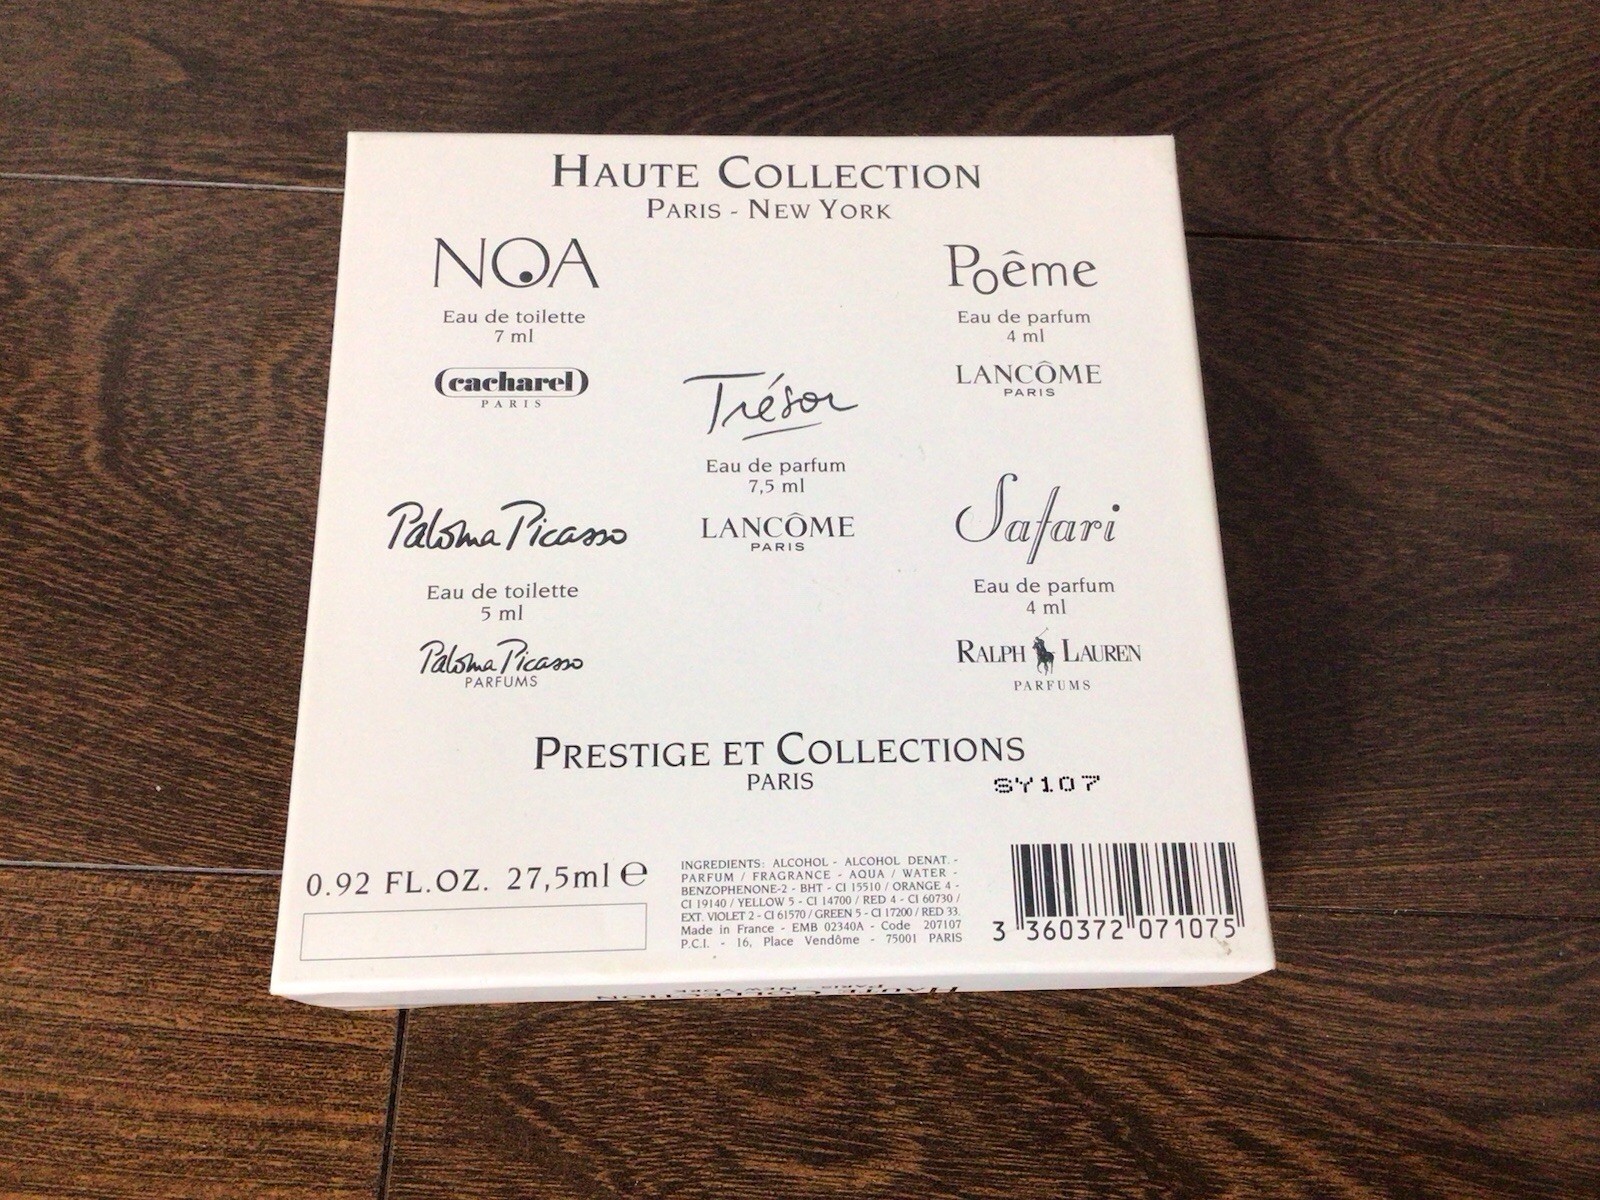 HAUTE COLLECTION
PARIS - NEW YORK
NOA
Eau de toilette
7 ml
cacharel
PARIS
Poême
Eau de parfum
4 ml
LANCÔME
PARIS
Trésor
Eau de parfum
7,5 ml
LANCÔME
PARIS
Paloma Picasso
Eau de toilette
5 ml
Paloma Picasso
PARFUMS
Safari
Eau de parfum
4 ml
RALPH LAUREN
PARFUMS
PRESTIGE ET COLLECTIONS
PARIS
SY107
0.92 FL.OZ. 27,5ml ℮
INGREDIENTS: ALCOHOL - ALCOHOL DENAT. -
PARFUM / FRAGRANCE - AQUA / WATER -
BENZOPHENONE-2 - BHT - CI 15510 / ORANGE 4 -
CI 19140 / YELLOW 5 - CI 14700 / RED 4 - CI 60730 /
EXT. VIOLET 2 - CI 61570 / GREEN 5 - CI 17200 / RED 33.
Made in France - EMB 02340A - Code 207107
P.C.I. - 16, Place Vendôme - 75001 PARIS
3 360372 071075
HAUTE COLLECTION
PARIS - NEW YORK